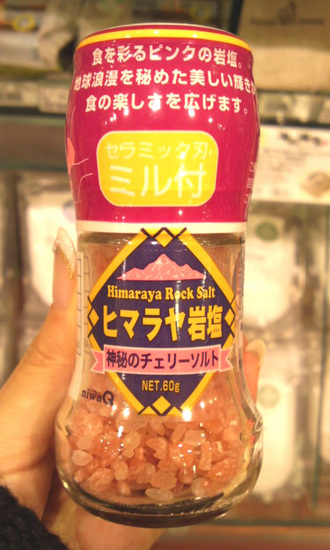 食を彩るピンクの岩塩。
地球浪漫を秘めた美しい輝きが
食の楽しさを広げます。
セラミック刃
ミル付
Himaraya Rock Salt
ヒマラヤ岩塩
神秘のチェリーソルト
NET.60g
niwaQ